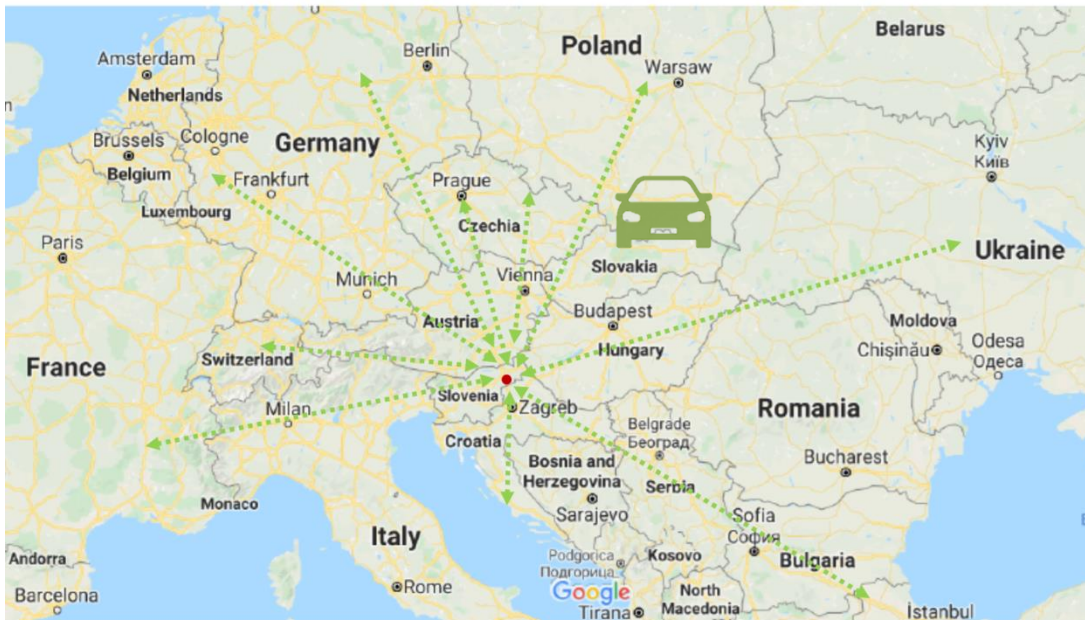 Belarus
Poland
Berlin
Amsterdam
Warsaw
Netherlands
Brussels
Cologne
Germany
Kyiv
Київ
Belgium
Frankfurt
Prague
Luxembourg
Czechia
Paris
Ukraine
Slovakia
Munich
Vienna
Budapest
Austria
Moldova
Hungary
Chișinău
Odesa
Одеса
Switzerland
France
Slovenia
Zagreb
Milan
Romania
Belgrade
Београд
Croatia
Bosnia and
Herzegovina
Bucharest
Serbia
Monaco
Sarajevo
Sofia
София
Italy
Andorra
Podgorica
Подгорица
Kosovo
Bulgaria
Barcelona
Rome
Google
North
Macedonia
Tirana
İstanbul